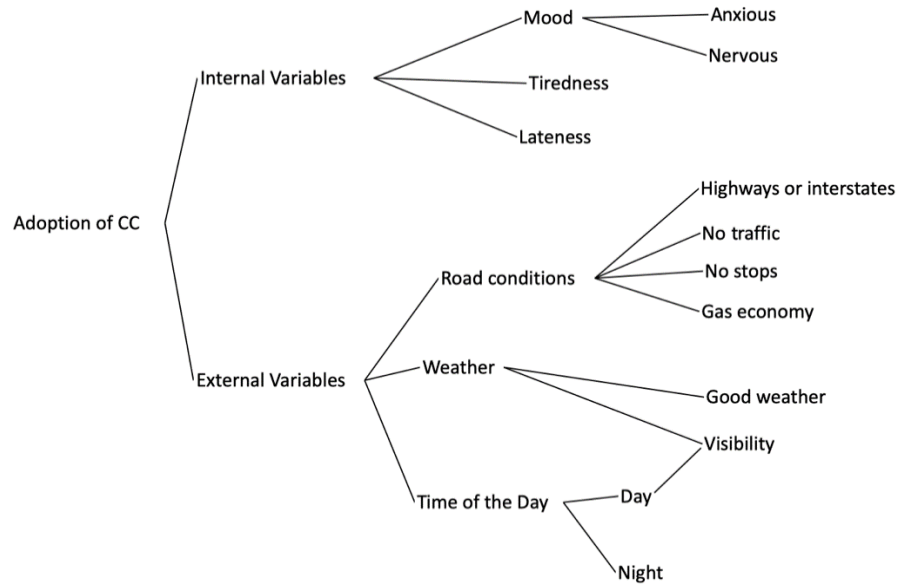 Mood
Anxious
Nervous
Internal Variables
Tiredness
Lateness
Adoption of CC
Highways or interstates
No traffic
No stops
Road conditions
Gas economy
External Variables
Weather
Good weather
Visibility
Time of the Day
Day
Night